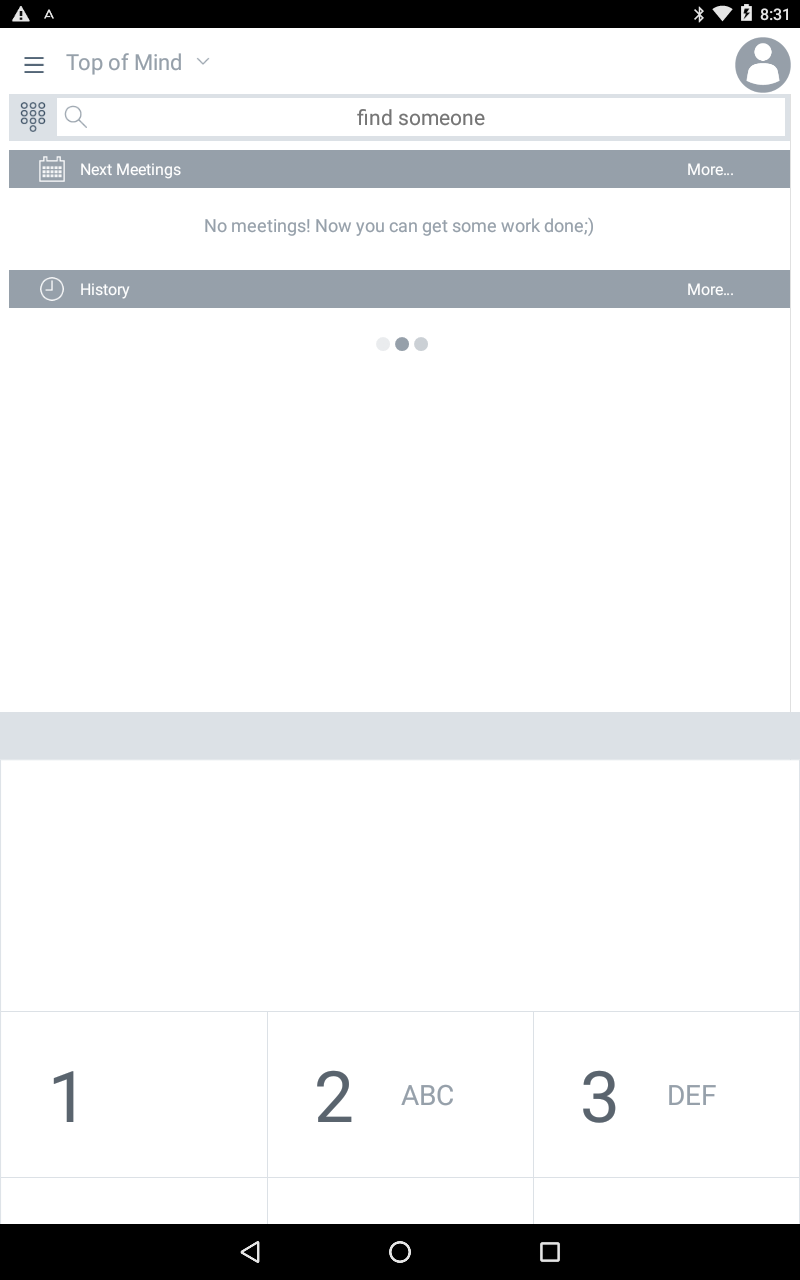 8:31
Top of Mind
find someone
Next Meetings More...
No meetings! Now you can get some work done;)
History More...
1 2 ABC 3 DEF